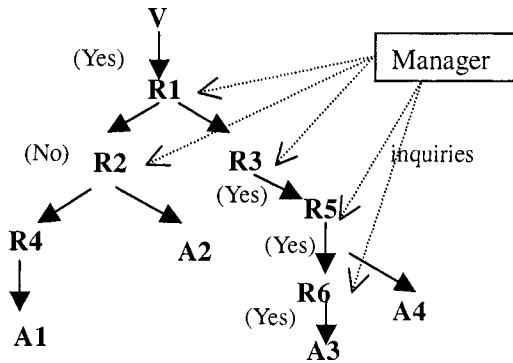 V
(Yes)
Manager
R1
(No)
R2
R3
inquiries
(Yes)
R5
R4
A2
(Yes)
R6
A4
(Yes)
A1
A3